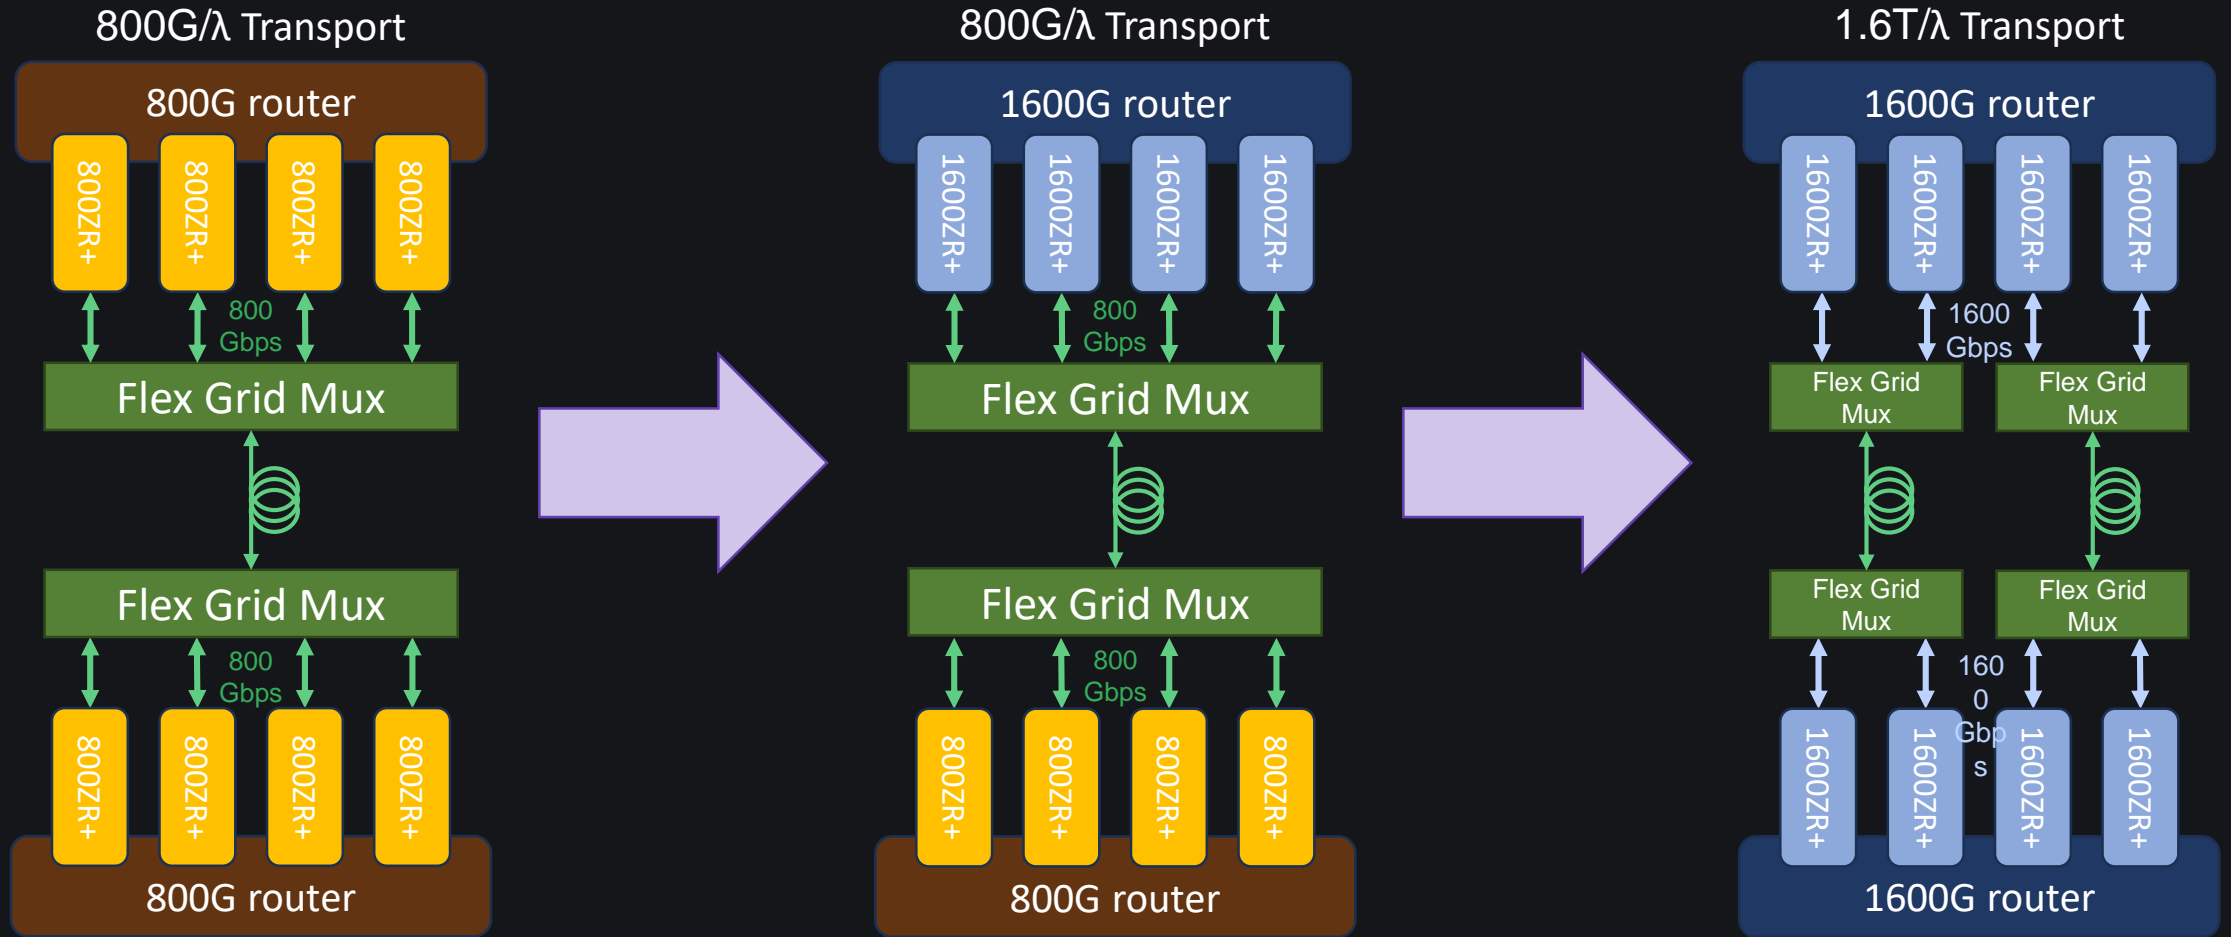 800G/λ Transport
800G router
800ZR+
800ZR+
800ZR+
800ZR+
800
Gbps
Flex Grid Mux
Flex Grid Mux
800
Gbps
800ZR+
800ZR+
800ZR+
800ZR+
800G router
800G/λ Transport
1600G router
1600ZR+
1600ZR+
1600ZR+
1600ZR+
800
Gbps
Flex Grid Mux
Flex Grid Mux
800
Gbps
800ZR+
800ZR+
800ZR+
800ZR+
800G router
1.6T/λ Transport
1600G router
1600ZR+
1600ZR+
1600ZR+
1600ZR+
1600
Gbps
Flex Grid
Mux
Flex Grid
Mux
Flex Grid
Mux
Flex Grid
Mux
160
0
Gbp
s
1600ZR+
1600ZR+
1600ZR+
1600ZR+
1600G router